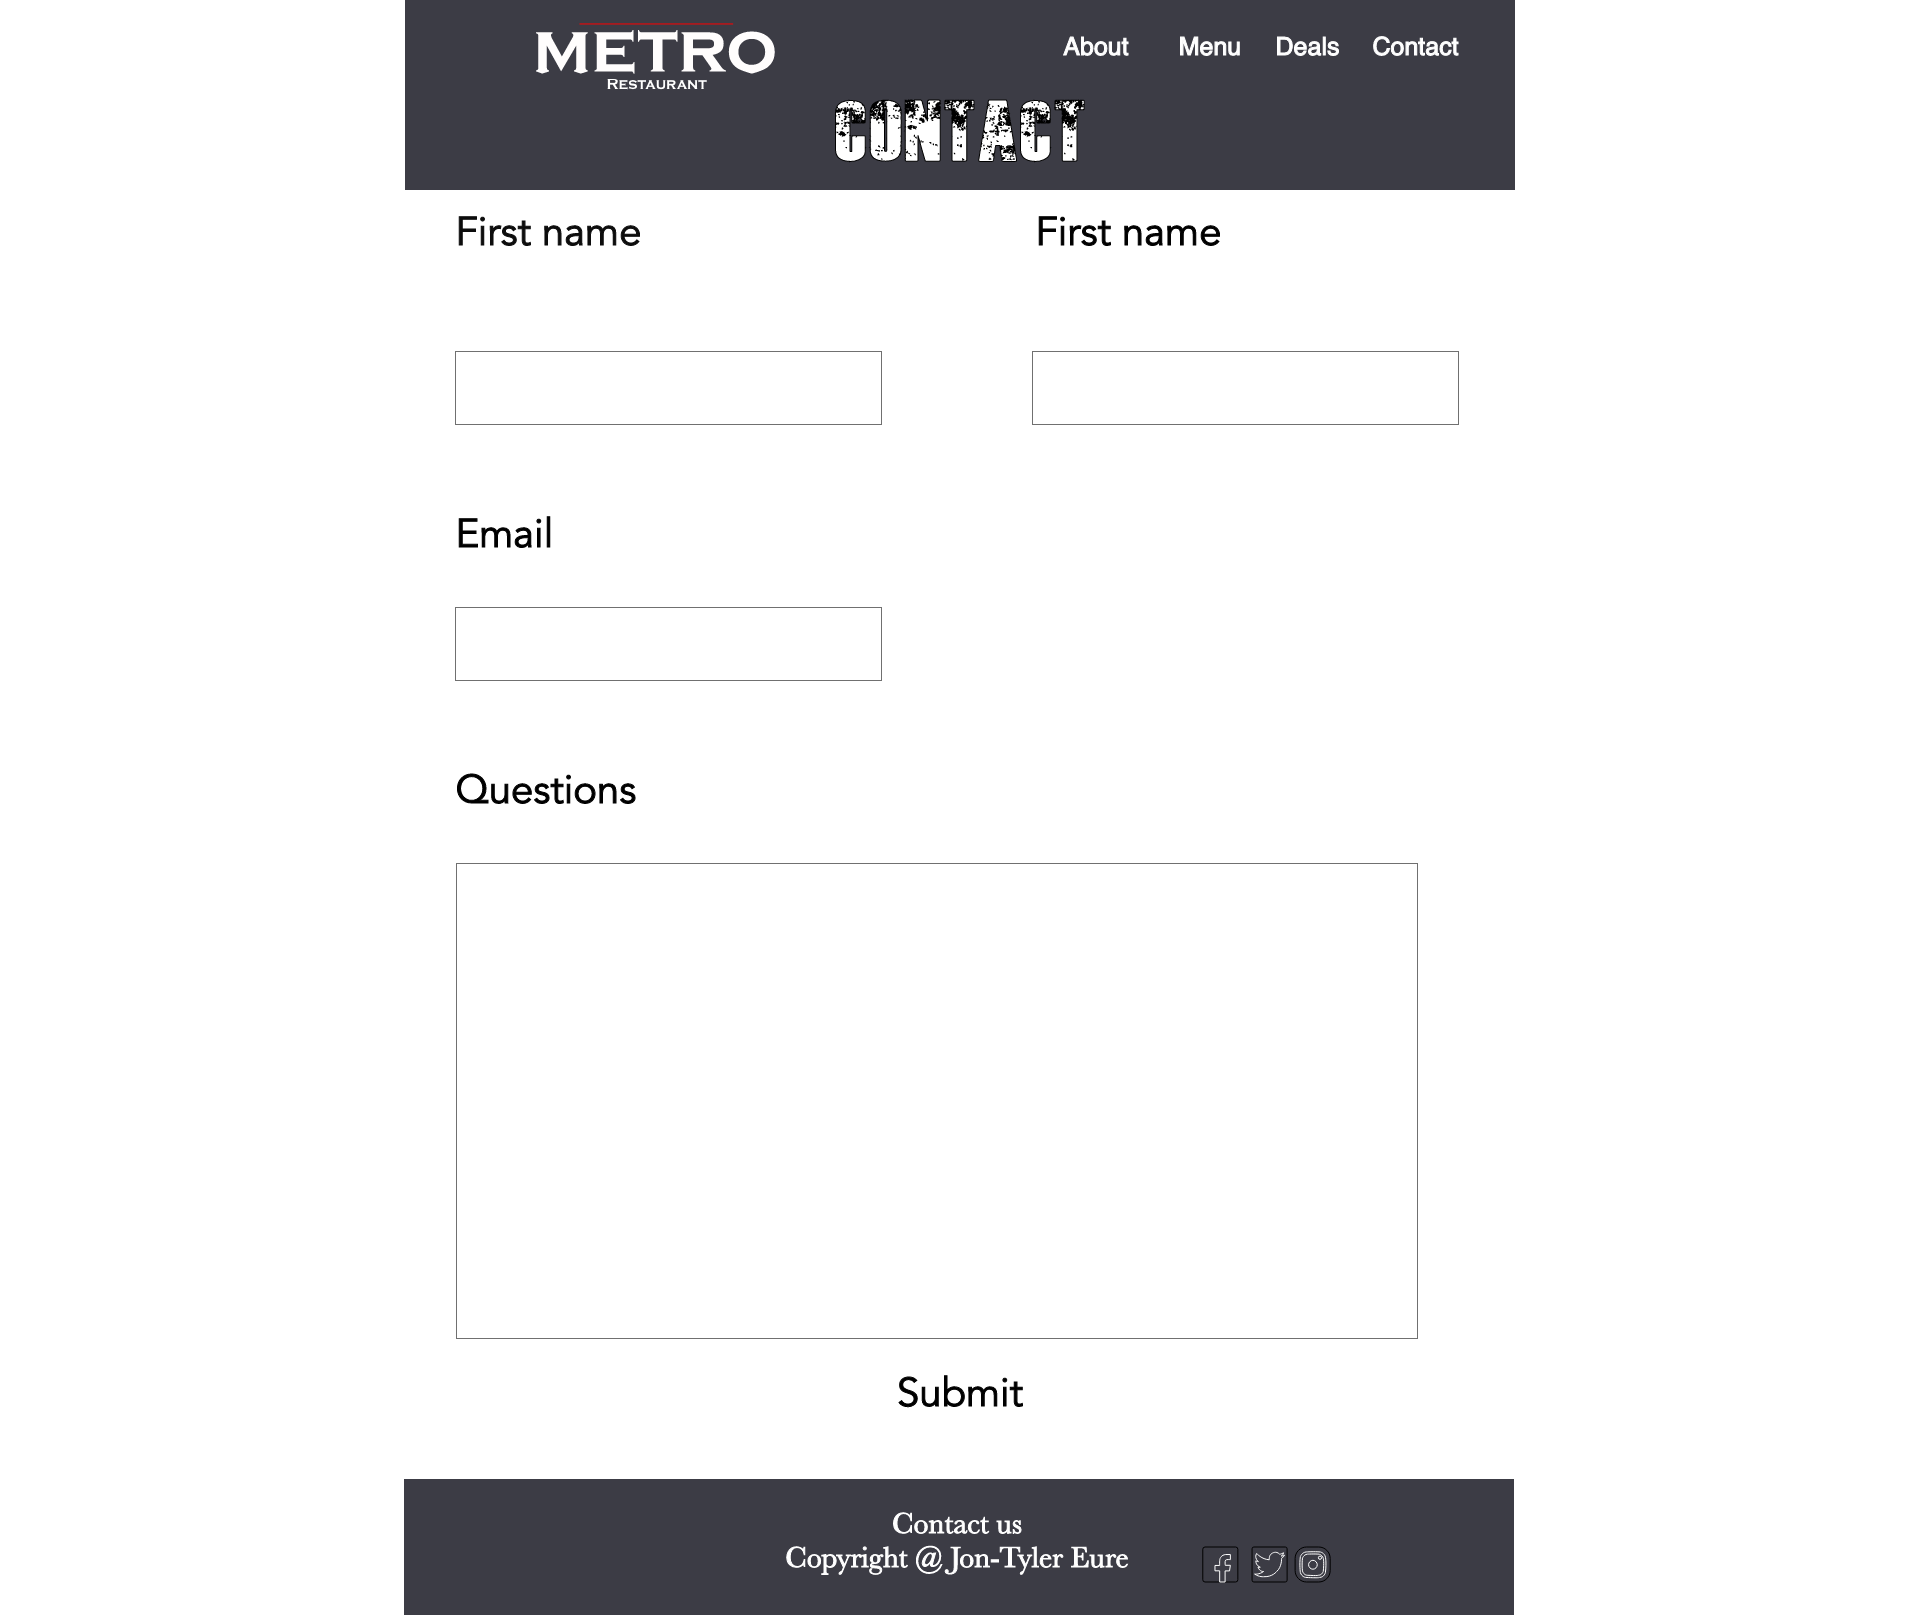 METRO
RESTAURANT
About Menu Deals Contact
CONTACT
First name First name
Email
Questions
Submit
Contact us
Copyright @ Jon-Tyler Eure